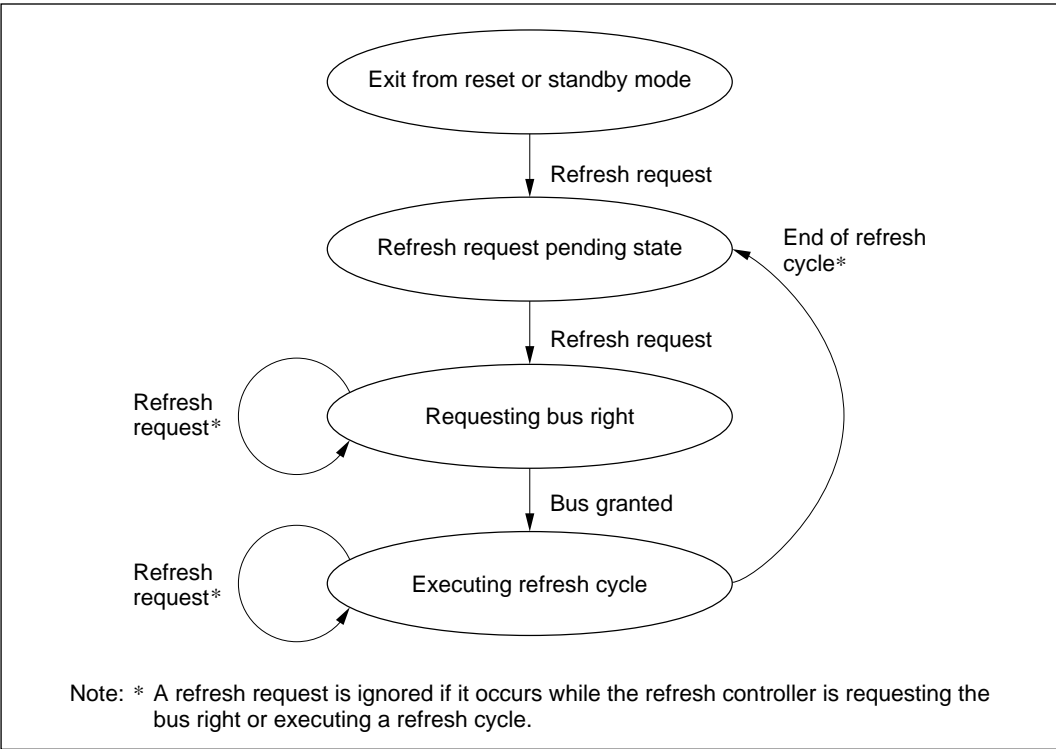 Exit from reset or standby mode
Refresh request
Refresh request pending state
End of refresh
cycle*
Refresh request
Refresh
request*
Requesting bus right
Bus granted
Refresh
request*
Executing refresh cycle
Note: * A refresh request is ignored if it occurs while the refresh controller is requesting the
bus right or executing a refresh cycle.